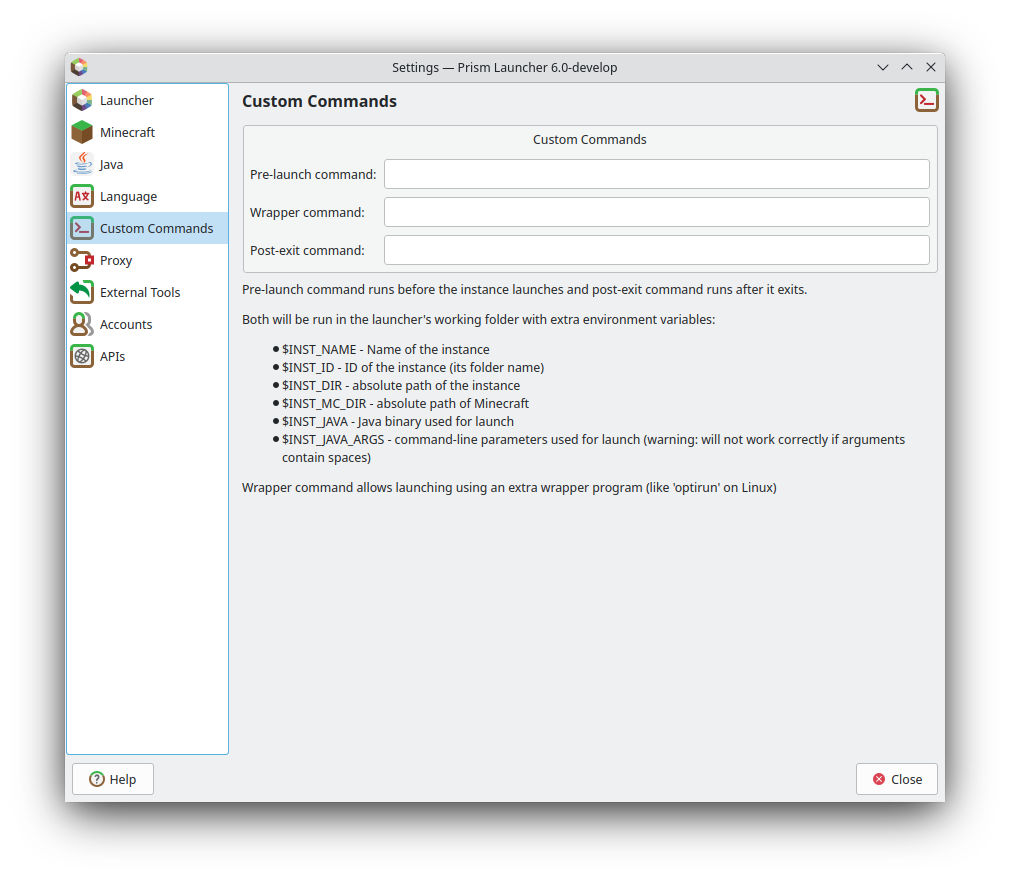 Settings — Prism Launcher 6.0-develop
Launcher
Minecraft
Java
Language
Custom Commands
Proxy
External Tools
Accounts
APIs
Custom Commands
Custom Commands
Pre-launch command:
Wrapper command:
Post-exit command:
Pre-launch command runs before the instance launches and post-exit command runs after it exits.
Both will be run in the launcher's working folder with extra environment variables:
• $INST_NAME - Name of the instance
• $INST_ID - ID of the instance (its folder name)
• $INST_DIR - absolute path of the instance
• $INST_MC_DIR - absolute path of Minecraft
• $INST_JAVA - Java binary used for launch
• $INST_JAVA_ARGS - command-line parameters used for launch (warning: will not work correctly if arguments
contain spaces)
Wrapper command allows launching using an extra wrapper program (like 'optirun' on Linux)
Help
Close